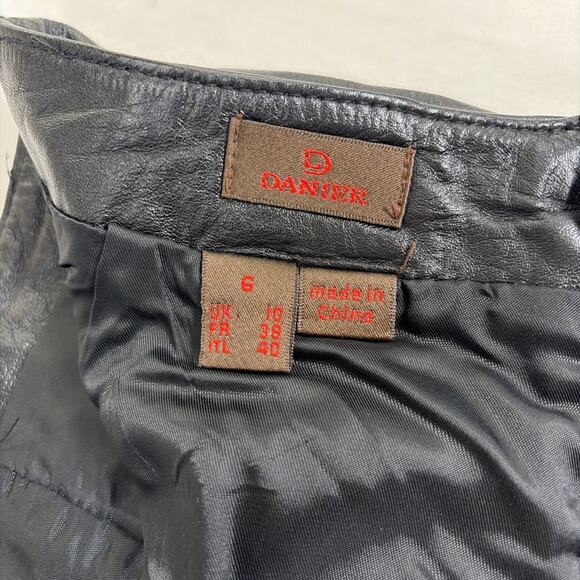 D
DANIER
6
UK 10
FR 38
ITL 40
made in
China